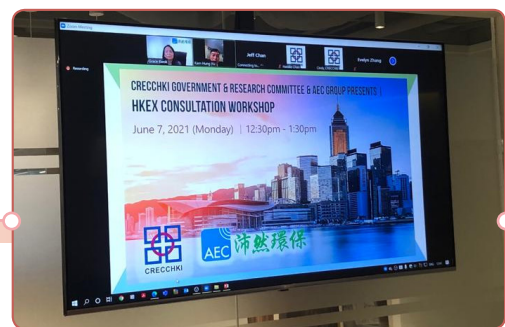 Zoom Meeting
Recording
Jeff Chan
Evelyn Zhang
CRECCHKI GOVERNMENT & RESEARCH COMMITTEE & AEC GROUP PRESENTS |
HKEX CONSULTATION WORKSHOP
June 7, 2021 (Monday) | 12:30pm - 1:30pm
CRECCHKI
AEC 沛然環保